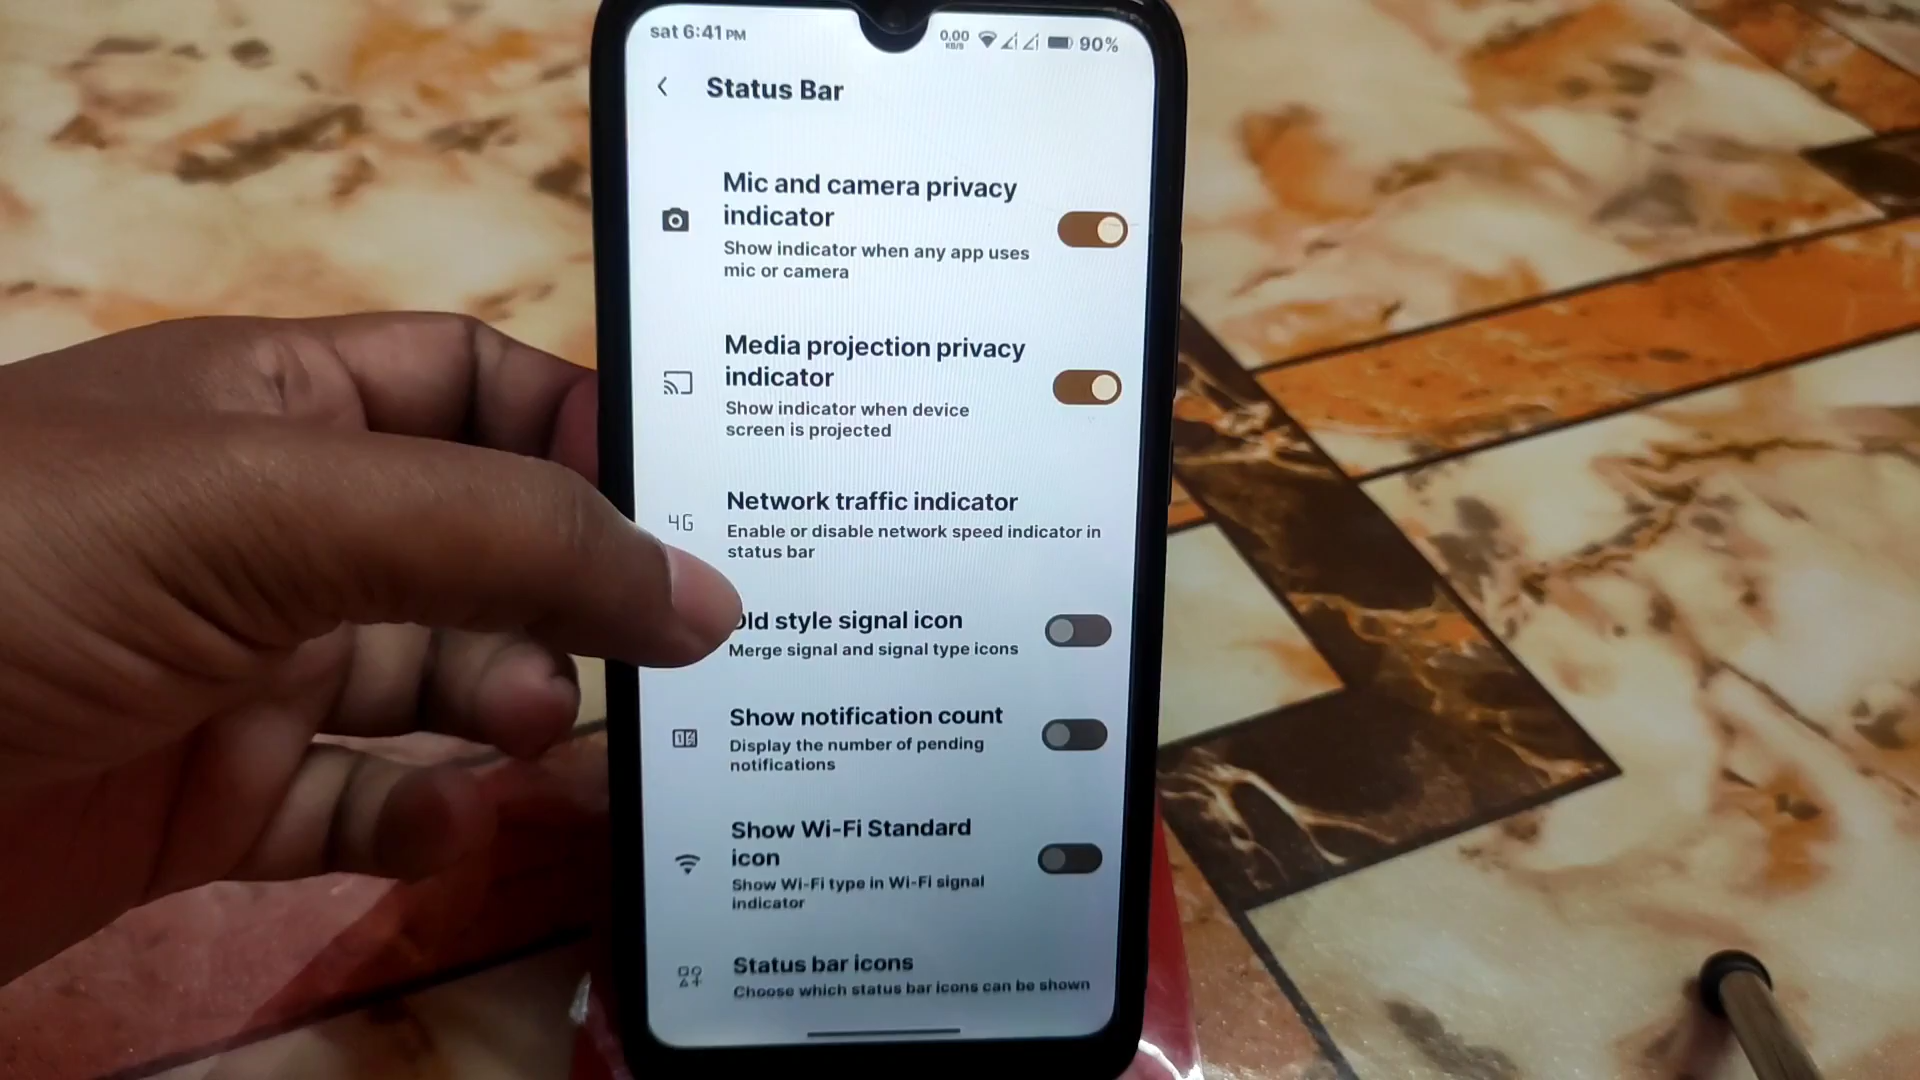 sat 6:41 PM
0.00 KB/S 90%
Status Bar
Mic and camera privacy
indicator
Show indicator when any app uses
mic or camera
Media projection privacy
indicator
Show indicator when device
screen is projected
4G
Network traffic indicator
Enable or disable network speed indicator in
status bar
Old style signal icon
Merge signal and signal type icons
Show notification count
Display the number of pending
notifications
Show Wi-Fi Standard
icon
Show Wi-Fi type in Wi-Fi signal
indicator
Status bar icons
Choose which status bar icons can be shown